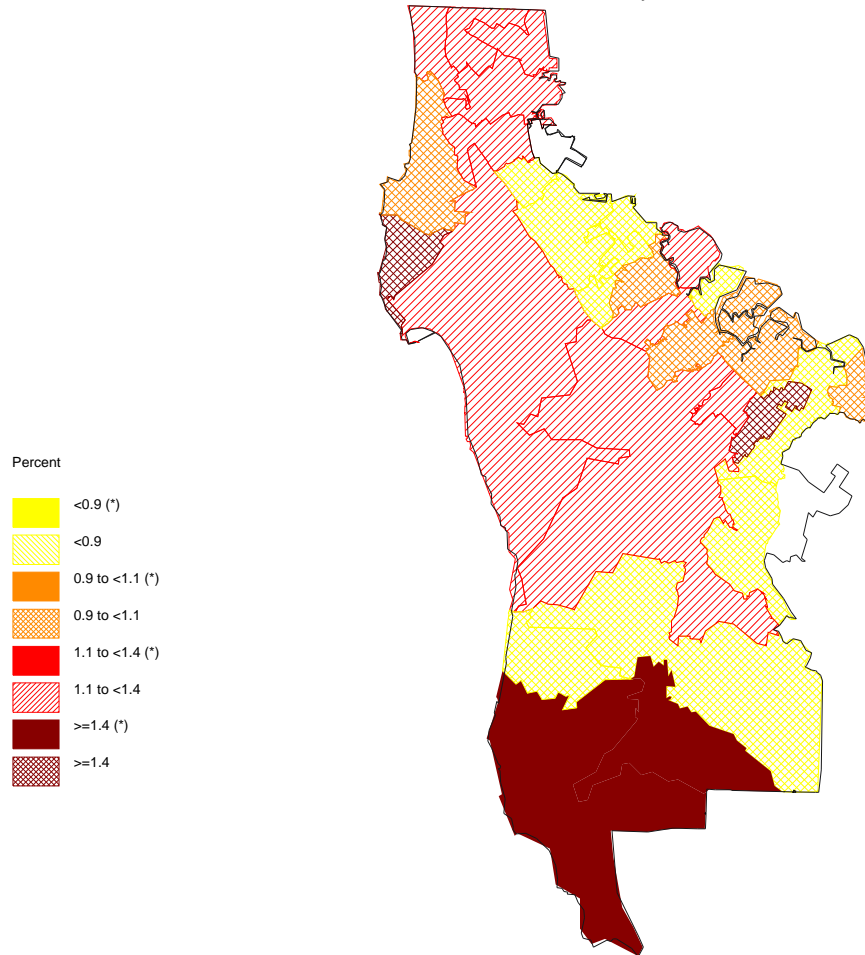 Percent
<0.9 (*)
<0.9
0.9 to <1.1 (*)
0.9 to <1.1
1.1 to <1.4 (*)
1.1 to <1.4
>=1.4 (*)
>=1.4